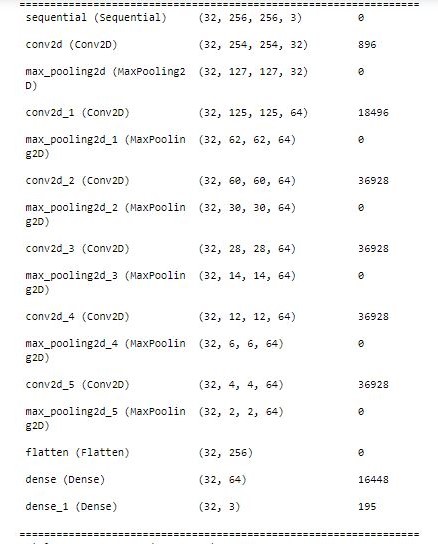 ================================================================
sequential (Sequential) (32, 256, 256, 3) 0
conv2d (Conv2D) (32, 254, 254, 32) 896
max_pooling2d (MaxPooling2 (32, 127, 127, 32) 0
D)
conv2d_1 (Conv2D) (32, 125, 125, 64) 18496
max_pooling2d_1 (MaxPoolin (32, 62, 62, 64) 0
g2D)
conv2d_2 (Conv2D) (32, 60, 60, 64) 36928
max_pooling2d_2 (MaxPoolin (32, 30, 30, 64) 0
g2D)
conv2d_3 (Conv2D) (32, 28, 28, 64) 36928
max_pooling2d_3 (MaxPoolin (32, 14, 14, 64) 0
g2D)
conv2d_4 (Conv2D) (32, 12, 12, 64) 36928
max_pooling2d_4 (MaxPoolin (32, 6, 6, 64) 0
g2D)
conv2d_5 (Conv2D) (32, 4, 4, 64) 36928
max_pooling2d_5 (MaxPoolin (32, 2, 2, 64) 0
g2D)
flatten (Flatten) (32, 256) 0
dense (Dense) (32, 64) 16448
dense_1 (Dense) (32, 3) 195
================================================================